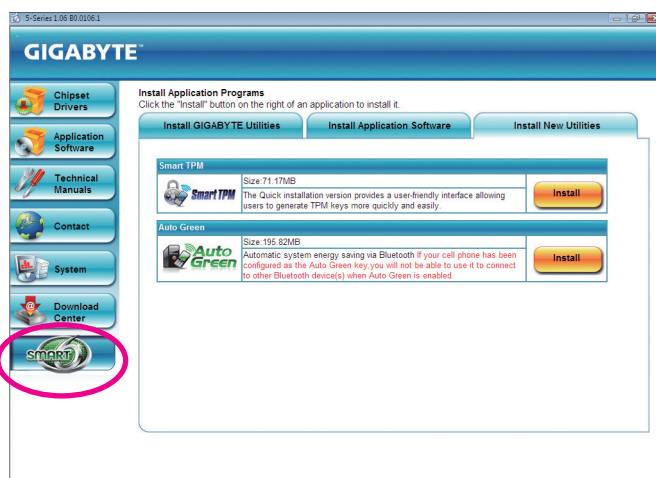 5-Series 1.06 B0.0106.1
GIGABYTE™
Chipset
Drivers
Application
Software
Technical
Manuals
Contact
System
Download
Center
SMART 6
Install Application Programs
Click the "Install" button on the right of an application to install it.
Install GIGABYTE Utilities
Install Application Software
Install New Utilities
Smart TPM
Smart TPM
Size:71.17MB
The Quick installation version provides a user-friendly interface allowing
users to generate TPM keys more quickly and easily.
Install
Auto Green
Auto
Green
Size:195.82MB
Automatic system energy saving via Bluetooth If your cell phone has been
configured as the Auto Green key,you will not be able to use it to connect
to other Bluetooth device(s) when Auto Green is enabled.
Install